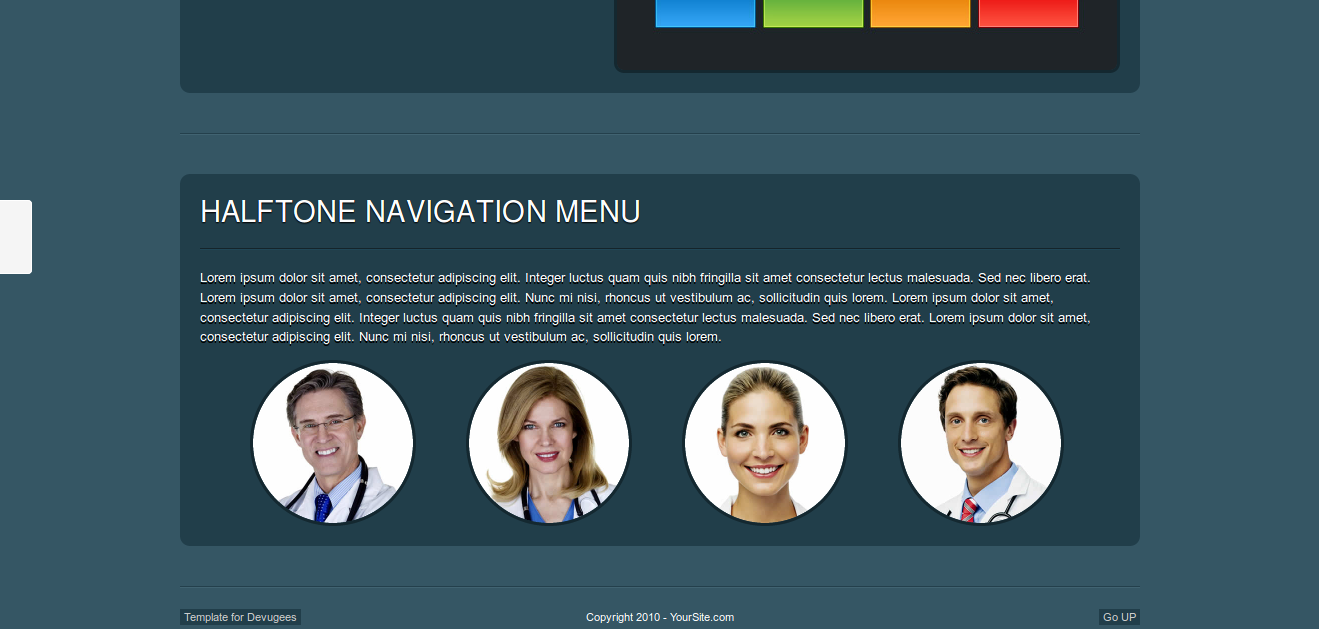 HALFTONE NAVIGATION MENU
Lorem ipsum dolor sit amet, consectetur adipiscing elit. Integer luctus quam quis nibh fringilla sit amet consectetur lectus malesuada. Sed nec libero erat.
Lorem ipsum dolor sit amet, consectetur adipiscing elit. Nunc mi nisi, rhoncus ut vestibulum ac, sollicitudin quis lorem. Lorem ipsum dolor sit amet,
consectetur adipiscing elit. Integer luctus quam quis nibh fringilla sit amet consectetur lectus malesuada. Sed nec libero erat. Lorem ipsum dolor sit amet,
consectetur adipiscing elit. Nunc mi nisi, rhoncus ut vestibulum ac, sollicitudin quis lorem.
Template for Devugees
Copyright 2010 - YourSite.com
Go UP